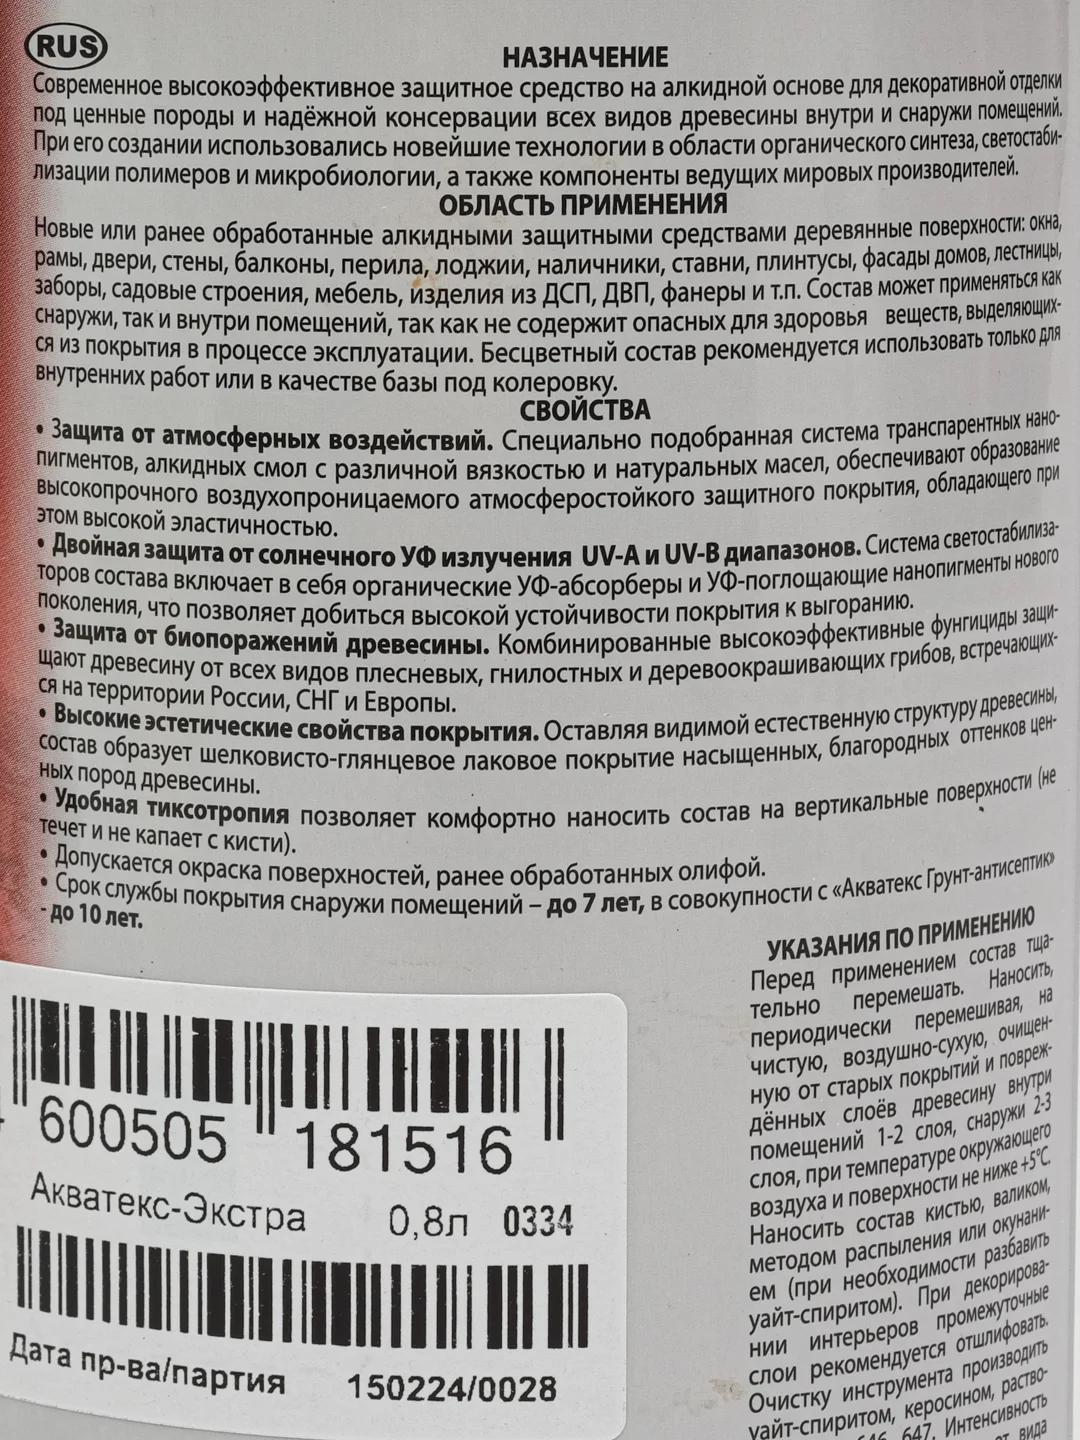 RUS
НАЗНАЧЕНИЕ
Современное высокоэффективное защитное средство на алкидной основе для декоративной отделки
под ценные породы и надёжной консервации всех видов древесины внутри и снаружи помещений.
При его создании использовались новейшие технологии в области органического синтеза, светостаби-
лизации полимеров и микробиологии, а также компоненты ведущих мировых производителей.
ОБЛАСТЬ ПРИМЕНЕНИЯ
Новые или ранее обработанные алкидными защитными средствами деревянные поверхности: окна,
рамы, двери, стены, балконы, перила, лоджии, наличники, ставни, плинтусы, фасады домов, лестницы,
заборы, садовые строения, мебель, изделия из ДСП, ДВП, фанеры и т.п. Состав может применяться как
снаружи, так и внутри помещений, так как не содержит опасных для здоровья веществ, выделяющих-
ся из покрытия в процессе эксплуатации. Бесцветный состав рекомендуется использовать только для
внутренних работ или в качестве базы под колеровку.
СВОЙСТВА
• Защита от атмосферных воздействий. Специально подобранная система транспарентных нано-
пигментов, алкидных смол с различной вязкостью и натуральных масел, обеспечивают образование
высокопрочного воздухопроницаемого атмосферостойкого защитного покрытия, обладающего при
этом высокой эластичностью.
• Двойная защита от солнечного УФ излучения UV-A и UV-B диапазонов. Система светостабилиза-
торов состава включает в себя органические УФ-абсорберы и УФ-поглощающие нанопигменты нового
поколения, что позволяет добиться высокой устойчивости покрытия к выгоранию.
• Защита от биопоражений древесины. Комбинированные высокоэффективные фунгициды защи-
щают древесину от всех видов плесневых, гнилостных и деревоокрашивающих грибов, встречающих-
ся на территории России, СНГ и Европы.
• Высокие эстетические свойства покрытия. Оставляя видимой естественную структуру древесины,
состав образует шелковисто-глянцевое лаковое покрытие насыщенных, благородных оттенков цен-
ных пород древесины.
• Удобная тиксотропия позволяет комфортно наносить состав на вертикальные поверхности (не
течет и не капает с кисти).
• Допускается окраска поверхностей, ранее обработанных олифой.
• Срок службы покрытия снаружи помещений – до 7 лет, в совокупности с «Акватекс Грунт-антисептик»
- до 10 лет.
УКАЗАНИЯ ПО ПРИМЕНЕНИЮ
Перед применением состав тща-
тельно перемешать. Наносить,
периодически перемешивая, на
чистую, воздушно-сухую, очищен-
ную от старых покрытий и повреж-
дённых слоёв древесину внутри
помещений 1-2 слоя, снаружи 2-3
слоя, при температуре окружающего
воздуха и поверхности не ниже +5°C.
Наносить состав кистью, валиком,
методом распыления или окунани-
ем (при необходимости разбавить
уайт-спиритом). При декорирова-
нии интерьеров промежуточные
слои рекомендуется отшлифовать.
Очистку инструмента производить
уайт-спиритом, керосином, раство-
646, 647. Интенсивность
вида
600505 181516
Акватекс-Экстра 0,8л 0334
Дата пр-ва/партия 150224/0028